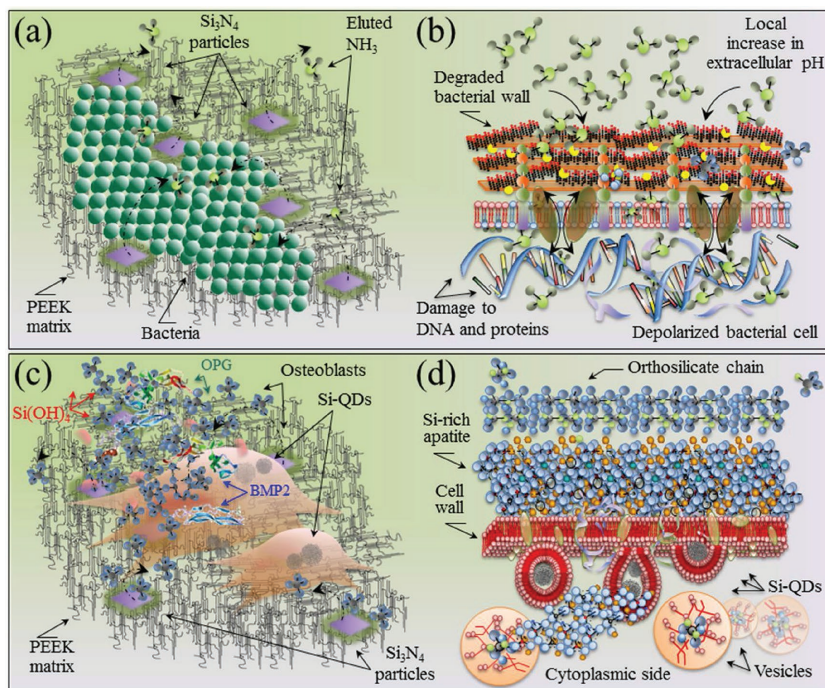 (a)
Si3N4
particles
Eluted
NH3
PEEK
matrix
Bacteria
(b)
Degraded
bacterial wall
Local
increase in
extracellular pH
Damage to
DNA and proteins
Depolarized bacterial cell
(c)
OPG
Osteoblasts
Si(OH)4
Si-QDs
BMP2
PEEK
matrix
Si3N4
particles
(d)
Orthosilicate chain
Si-rich
apatite
Cell
wall
Si-QDs
Cytoplasmic side
Vesicles